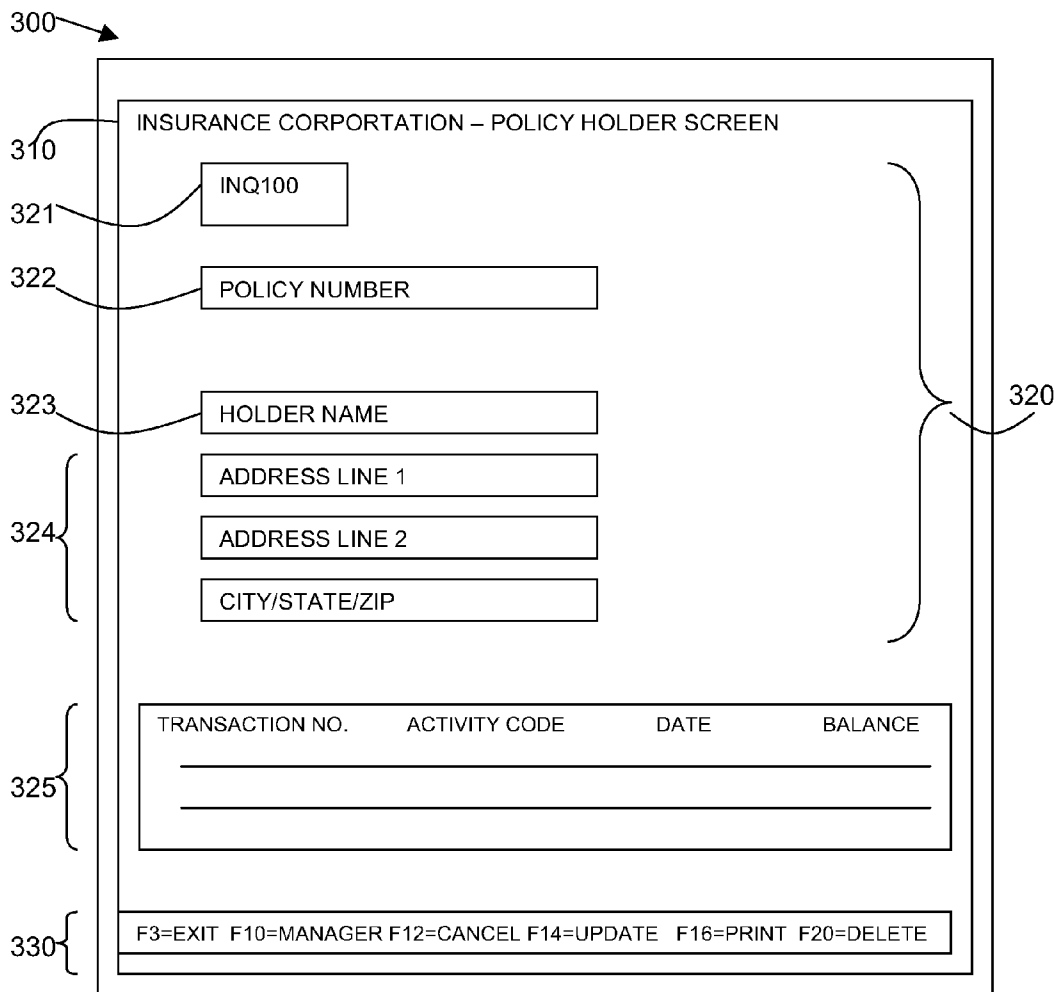 300
310
INSURANCE CORPORTATION – POLICY HOLDER SCREEN
321
INQ100
322
POLICY NUMBER
323
HOLDER NAME
320
324
ADDRESS LINE 1
ADDRESS LINE 2
CITY/STATE/ZIP
325
TRANSACTION NO. ACTIVITY CODE DATE BALANCE
330
F3=EXIT F10=MANAGER F12=CANCEL F14=UPDATE F16=PRINT F20=DELETE